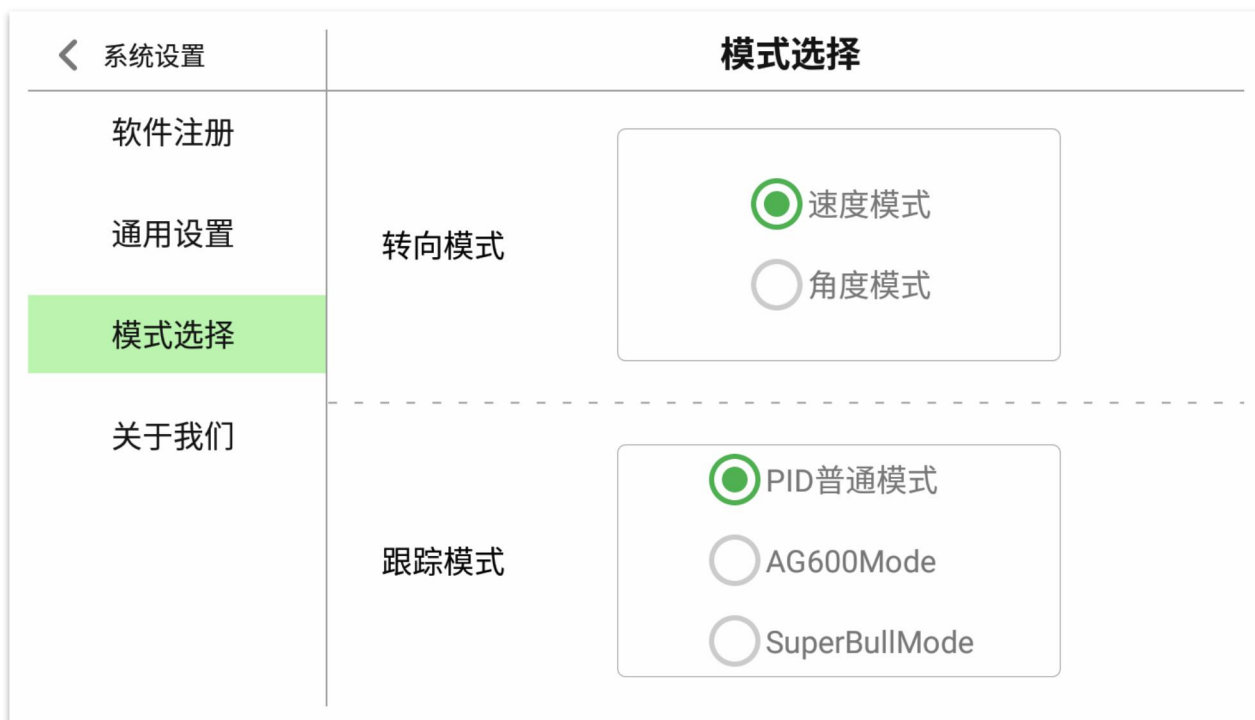 系统设置
模式选择
软件注册
通用设置
模式选择
关于我们
转向模式
速度模式
角度模式
跟踪模式
PID普通模式
AG600Mode
SuperBullMode